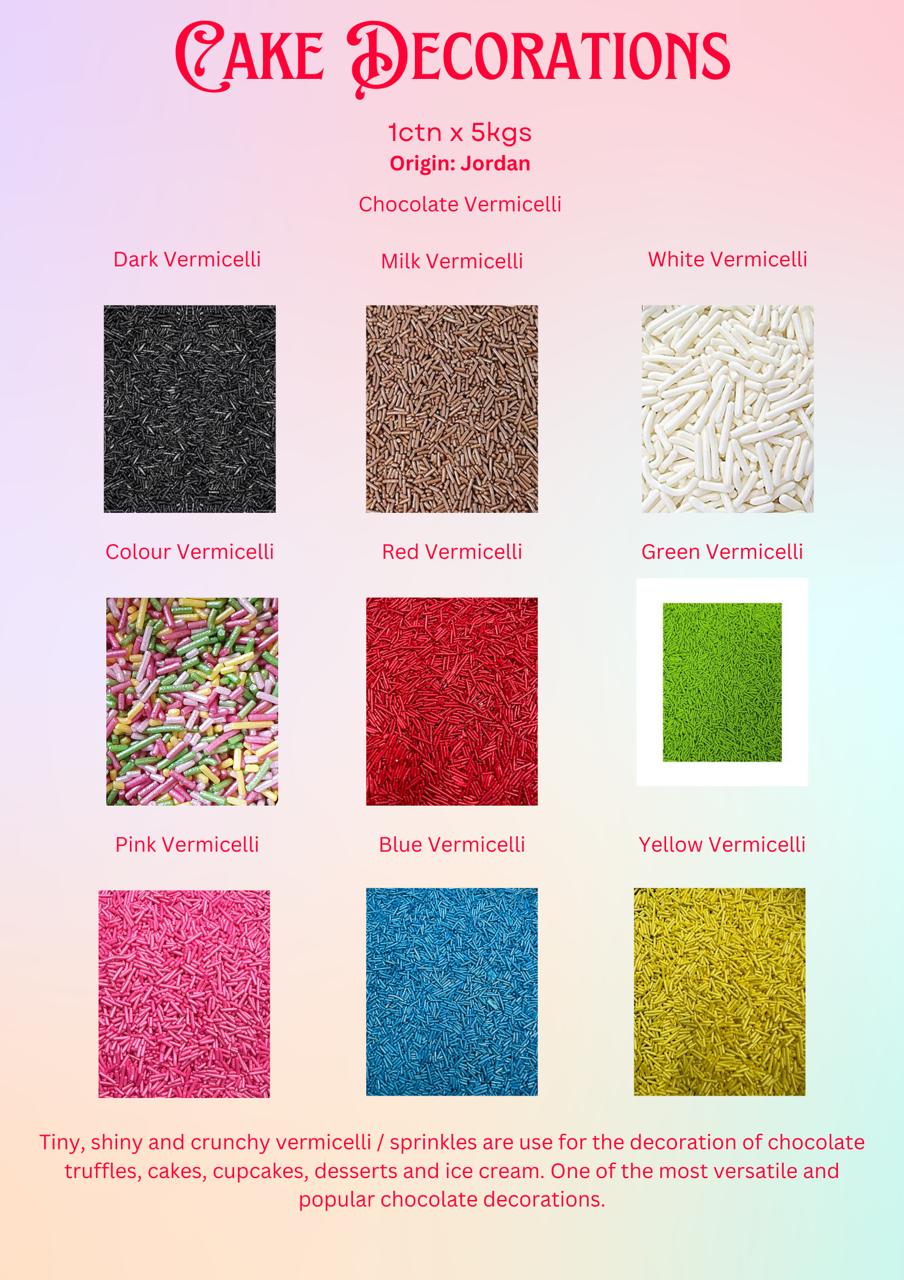 Cake Decorations
1ctn x 5kgs
Origin: Jordan
Chocolate Vermicelli
Dark Vermicelli
Milk Vermicelli
White Vermicelli
Colour Vermicelli
Red Vermicelli
Green Vermicelli
Pink Vermicelli
Blue Vermicelli
Yellow Vermicelli
Tiny, shiny and crunchy vermicelli / sprinkles are use for the decoration of chocolate
truffles, cakes, cupcakes, desserts and ice cream. One of the most versatile and
popular chocolate decorations.